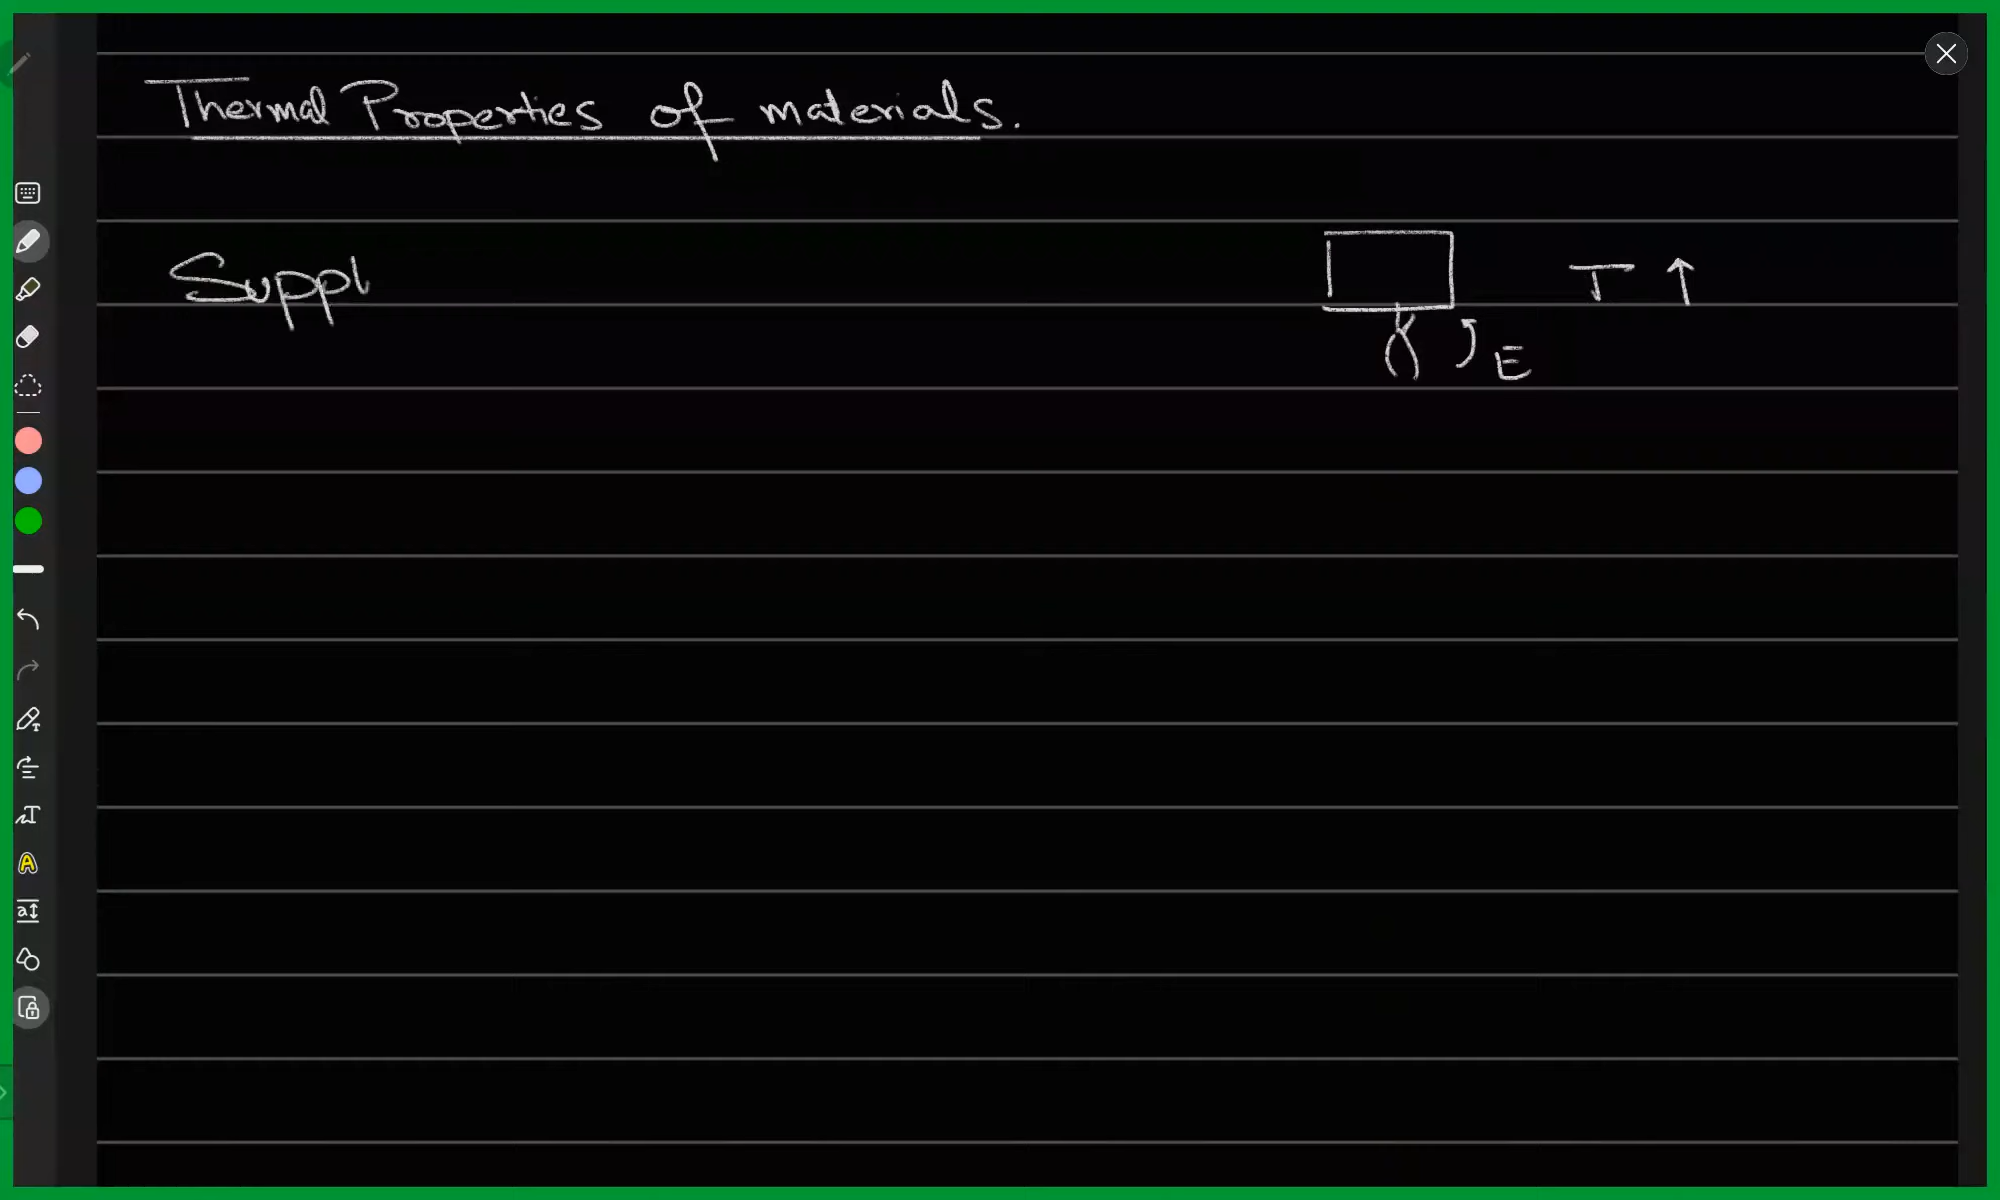 Thermal Properties of materials.
Suppl
T ↑
E